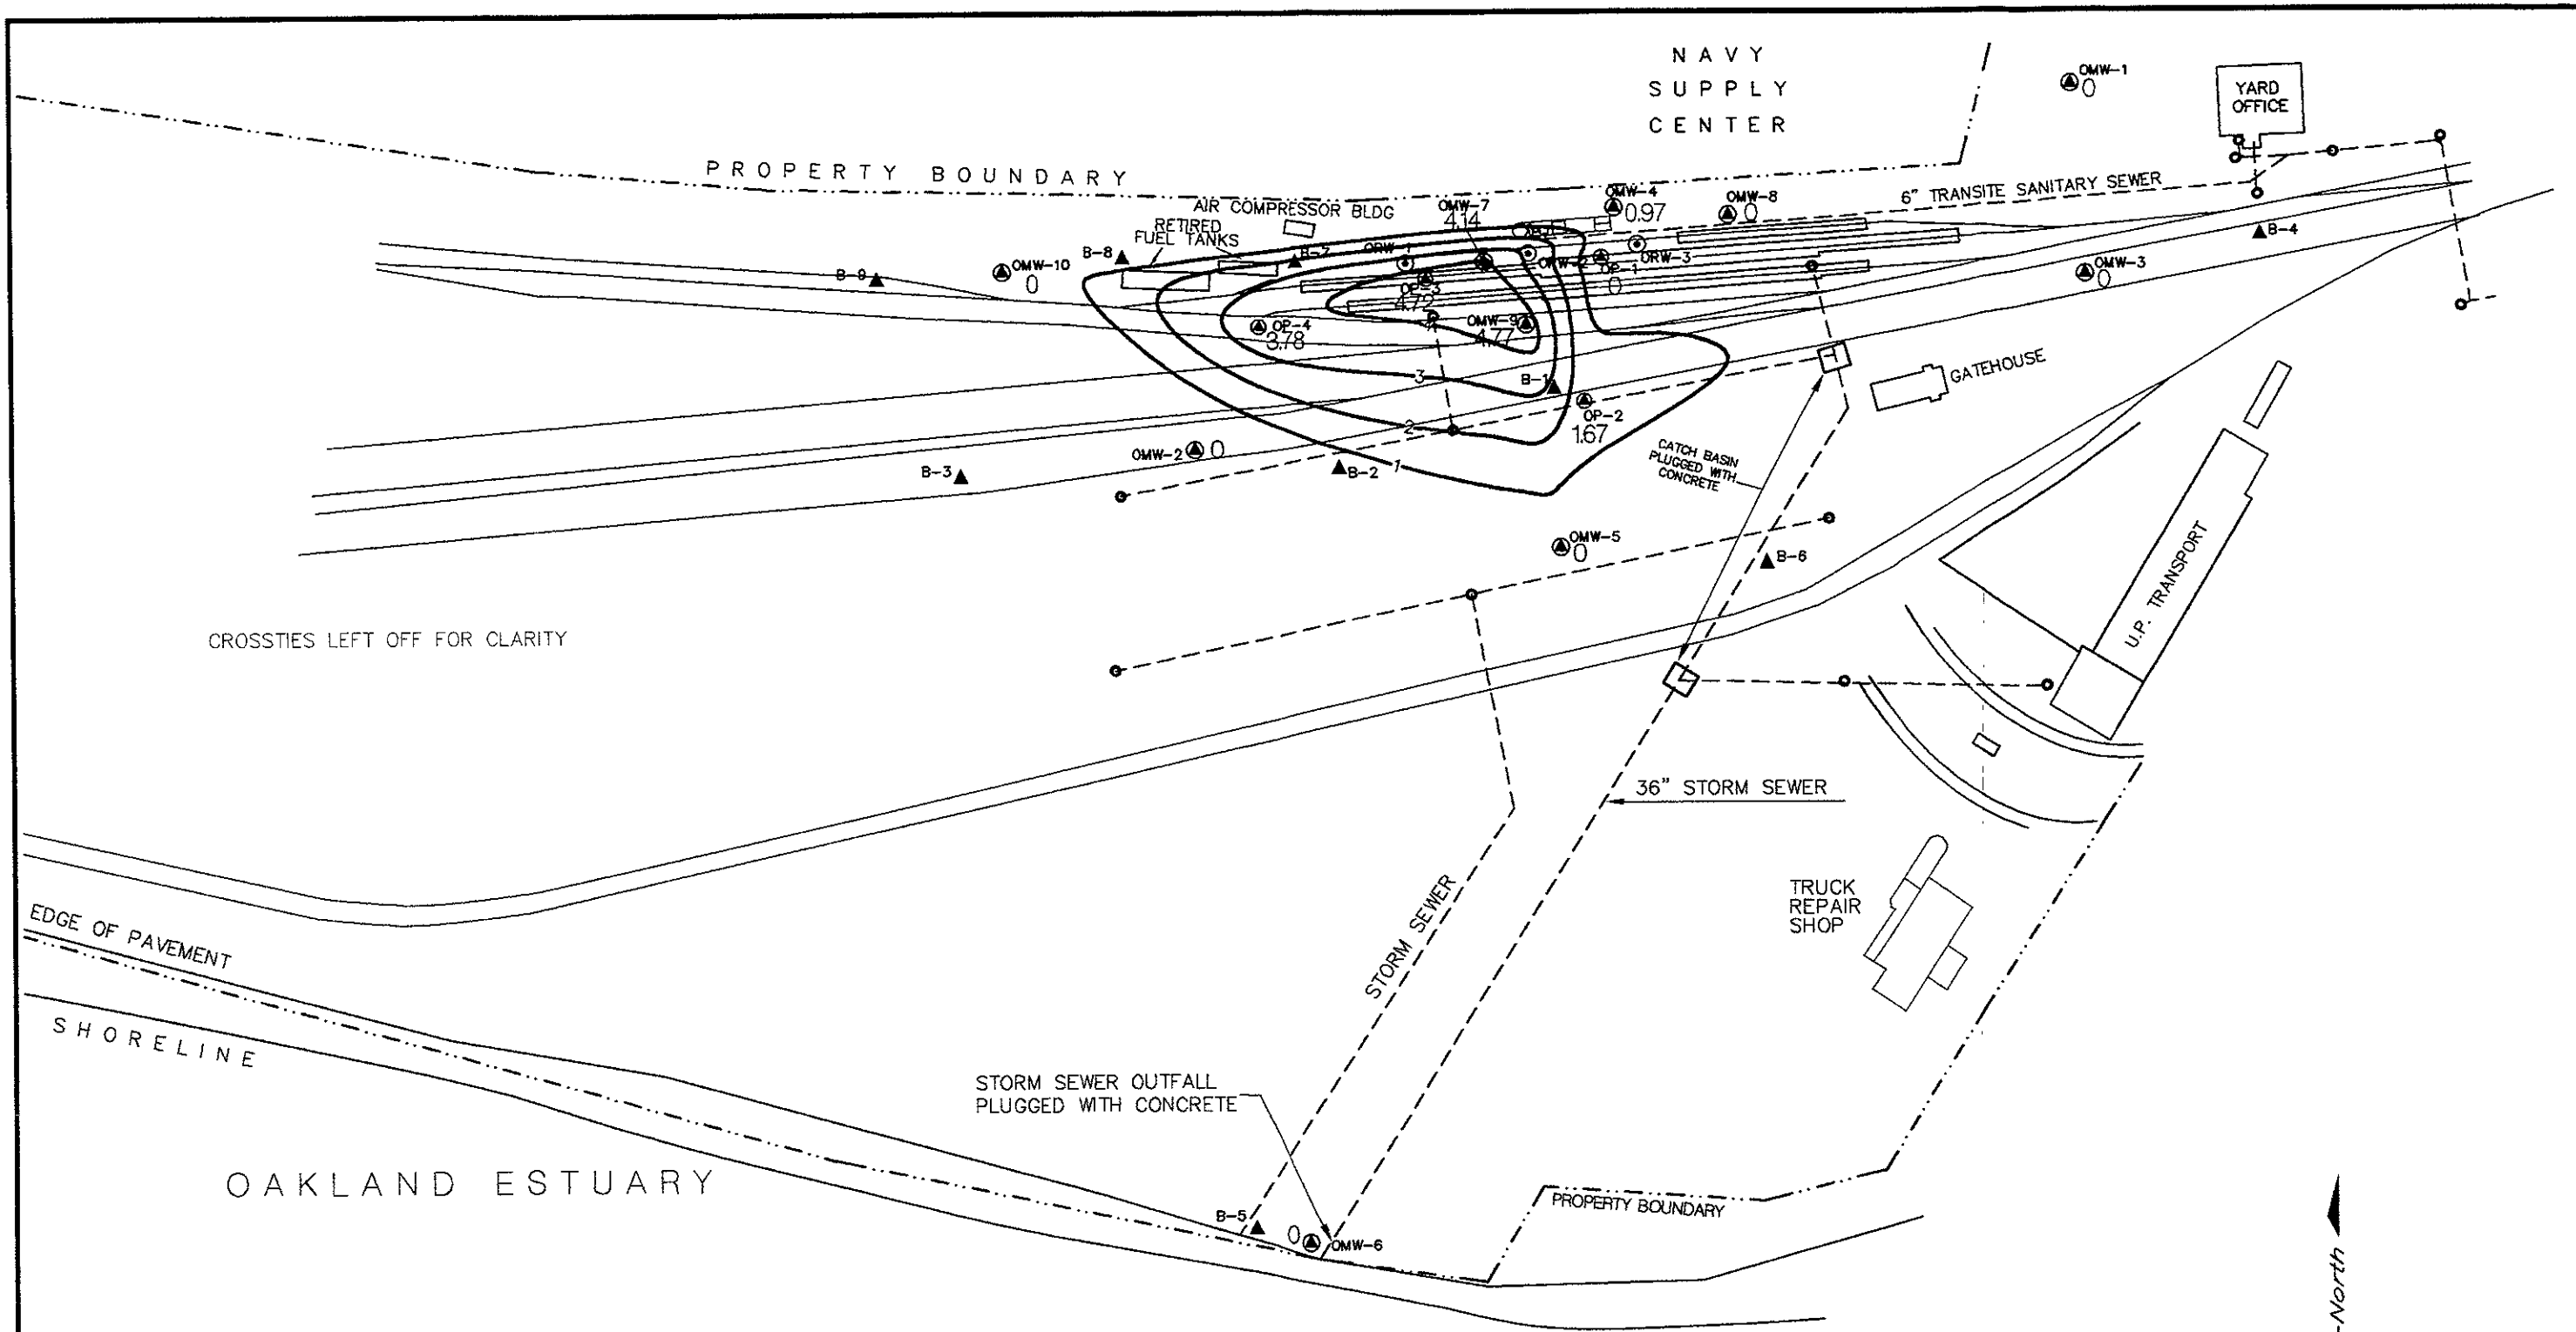 NAVY
SUPPLY
CENTER
OMW-1
0
YARD
OFFICE
PROPERTY BOUNDARY
6" TRANSITE SANITARY SEWER
AIR COMPRESSOR BLDG
RETIRED
FUEL TANKS
OMW-7
4.14
OMW-4
0.97
OMW-8
0
B-4
B-8
B-7
ORW-1
ORW-2
ORW-3
OP-1
0
B-9
OMW-10
0
OMW-3
0
OP-3
4.72
OP-4
3.78
OMW-9
4.77
4
3
B-1
GATEHOUSE
OP-2
1.67
2
1
OMW-2
0
B-3
B-2
CATCH BASIN
PLUGGED WITH
CONCRETE
OMW-5
0
B-6
U.P. TRANSPORT
CROSSTIES LEFT OFF FOR CLARITY
36" STORM SEWER
STORM SEWER
TRUCK
REPAIR
SHOP
EDGE OF PAVEMENT
SHORELINE
STORM SEWER OUTFALL
PLUGGED WITH CONCRETE
OAKLAND ESTUARY
B-5
0
OMW-6
PROPERTY BOUNDARY
North